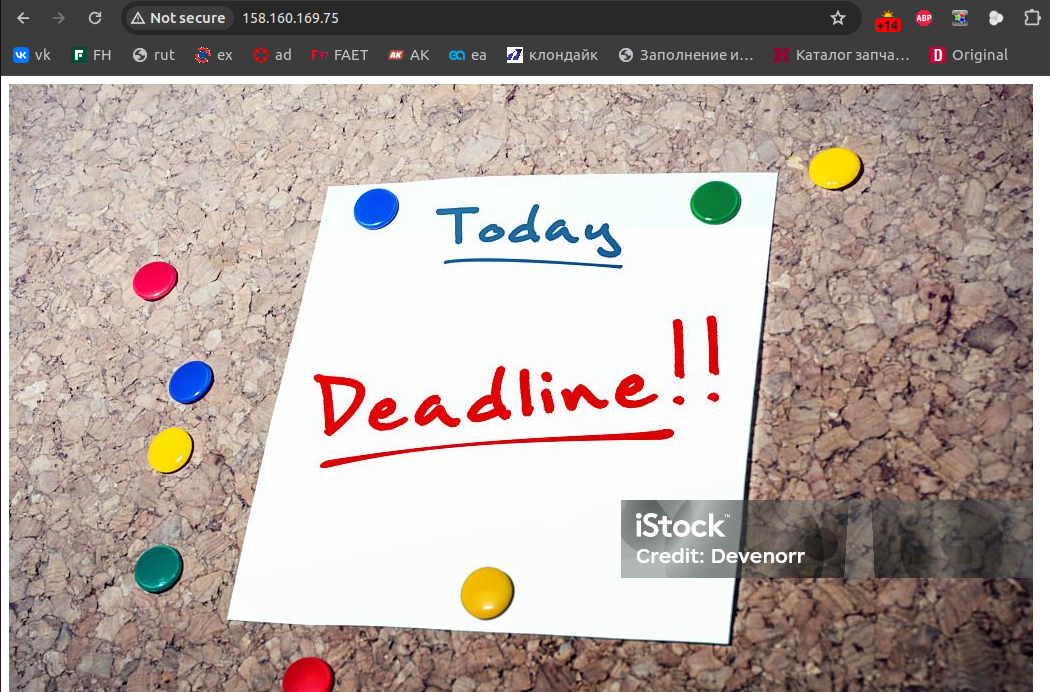 Not secure 158.160.169.75
+14 ABP
vk FH rut ex ad F FAET AK AK ea клондайк Заполнение и… Каталог запча… D Original
Today
Deadline!!
iStock™
Credit: Devenorr